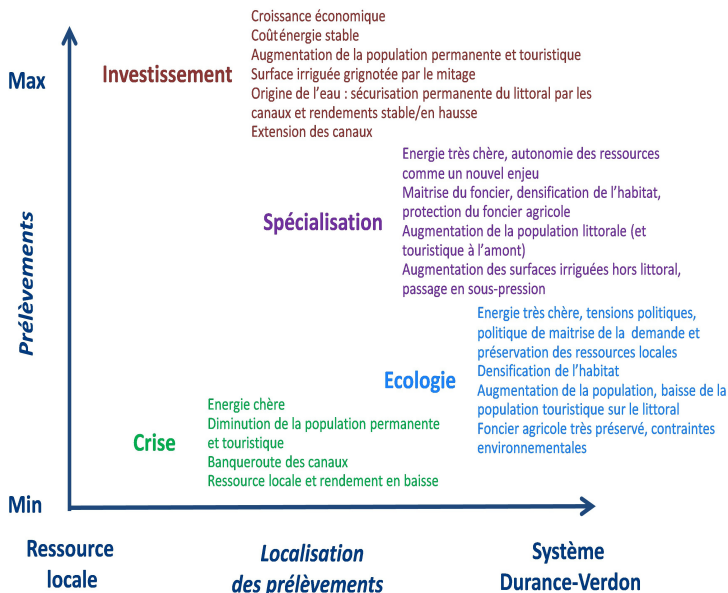 Croissance économique
Coût énergie stable
Augmentation de la population permanente et touristique
Surface irriguée grignotée par le mitage
Origine de l'eau : sécurisation permanente du littoral par les
canaux et rendements stable/en hausse
Extension des canaux
Investissement
Max
Energie très chère, autonomie des ressources
comme un nouvel enjeu
Maitrise du foncier, densification de l'habitat,
protection du foncier agricole
Augmentation de la population littorale (et
touristique à l'amont)
Augmentation des surfaces irriguées hors littoral,
passage en sous-pression
Spécialisation
Prélèvements
Energie très chère, tensions politiques,
politique de maitrise de la demande et
préservation des ressources locales
Densification de l'habitat
Augmentation de la population, baisse de la
population touristique sur le littoral
Foncier agricole très préservé, contraintes
environnementales
Ecologie
Energie chère
Diminution de la population permanente
et touristique
Banqueroute des canaux
Ressource locale et rendement en baisse
Crise
Min
Ressource
locale
Localisation
des prélèvements
Système
Durance-Verdon